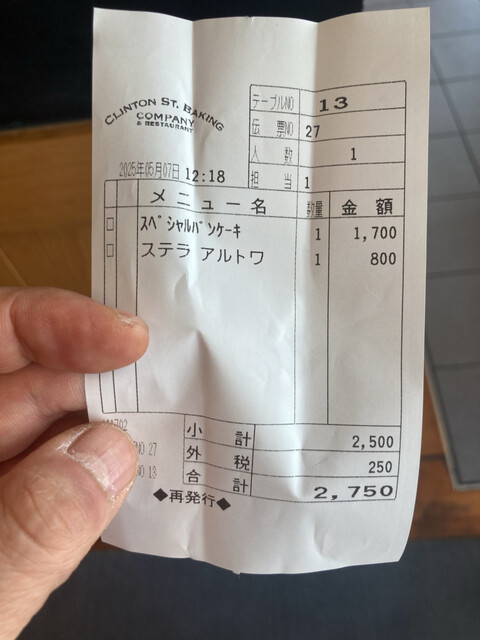 CLINTON ST. BAKING
COMPANY
& RESTAURANT
テーブルNO 13
伝票NO 27
人数 1
2025年05月07日 12:18
担当 1
メニュー名 数量 金額
スペシャルパンケーキ 1 1,700
ステラ アルトワ 1 800
小計 2,500
外税 250
合計 2,750
NO 27
NO 13
◆再発行◆